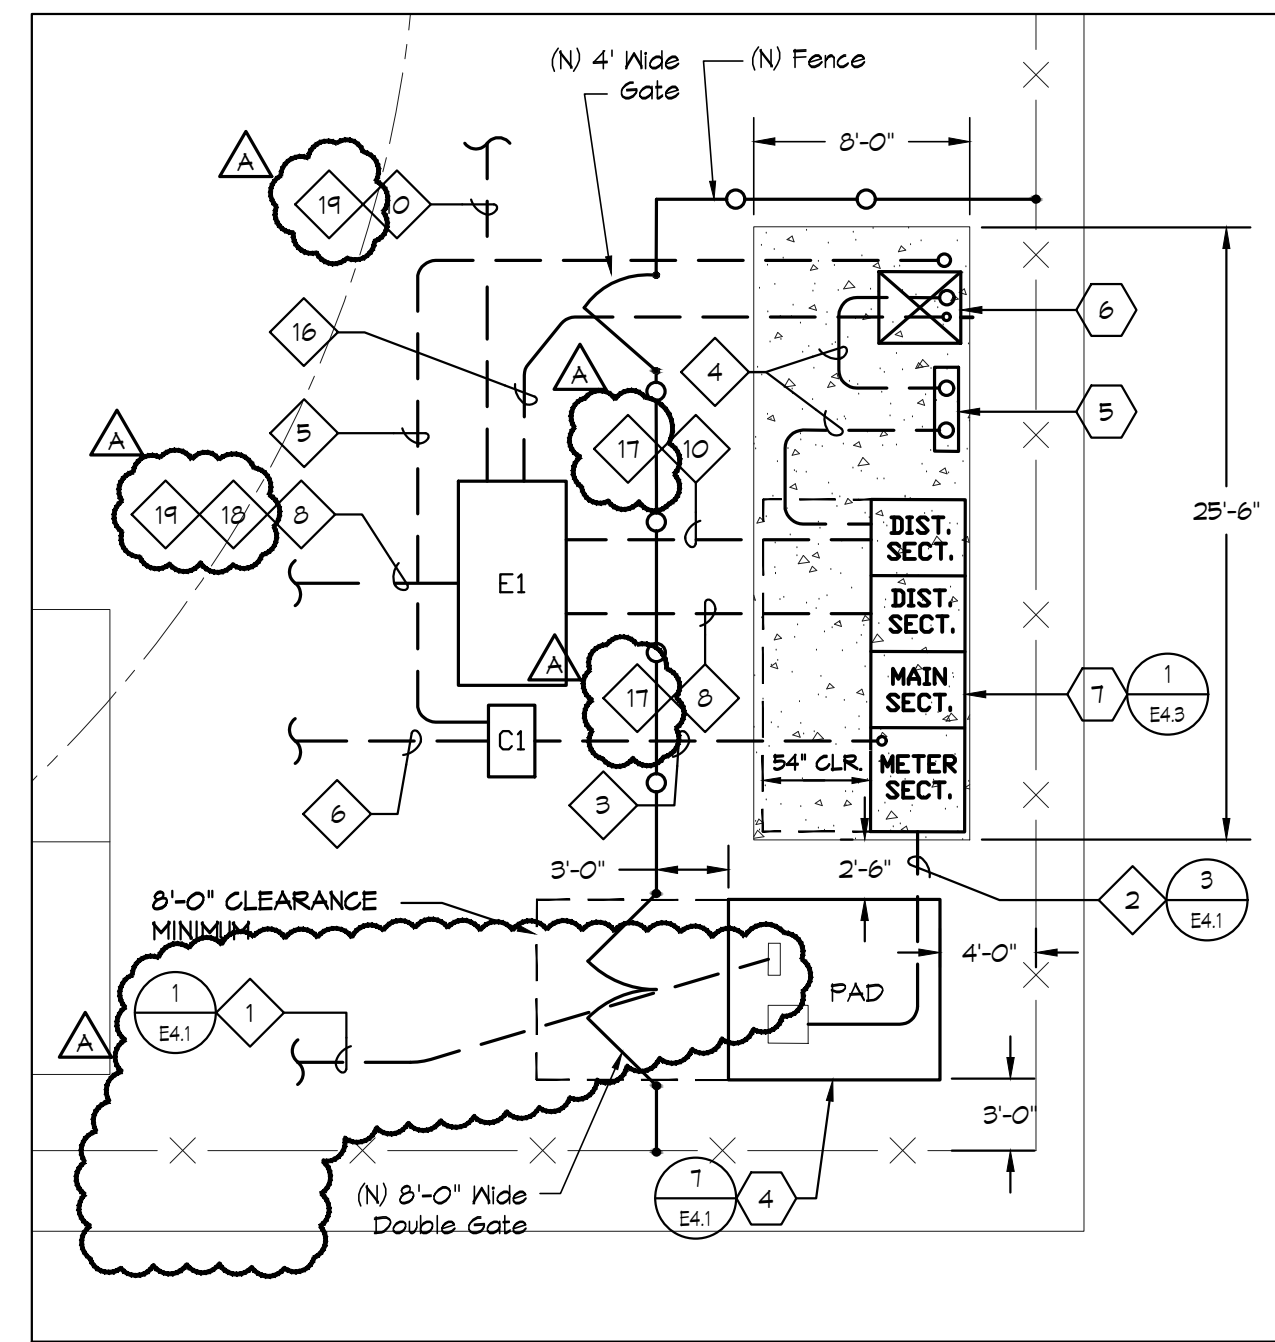 (N) 4' Wide
Gate
(N) Fence
8'-0"
A
19
10
16
6
A
4
5
5
A
17
10
25'-6"
19
18
8
DIST.
SECT.
E1
DIST.
SECT.
A
17
8
MAIN
SECT.
7
1
E4.3
C1
54" CLR.
METER
SECT.
6
3
3'-0"
2'-6"
2
3
E4.1
8'-0" CLEARANCE
MINIMUM
4'-0"
1
E4.1
1
PAD
A
3'-0"
(N) 8'-0" Wide
Double Gate
7
E4.1
4